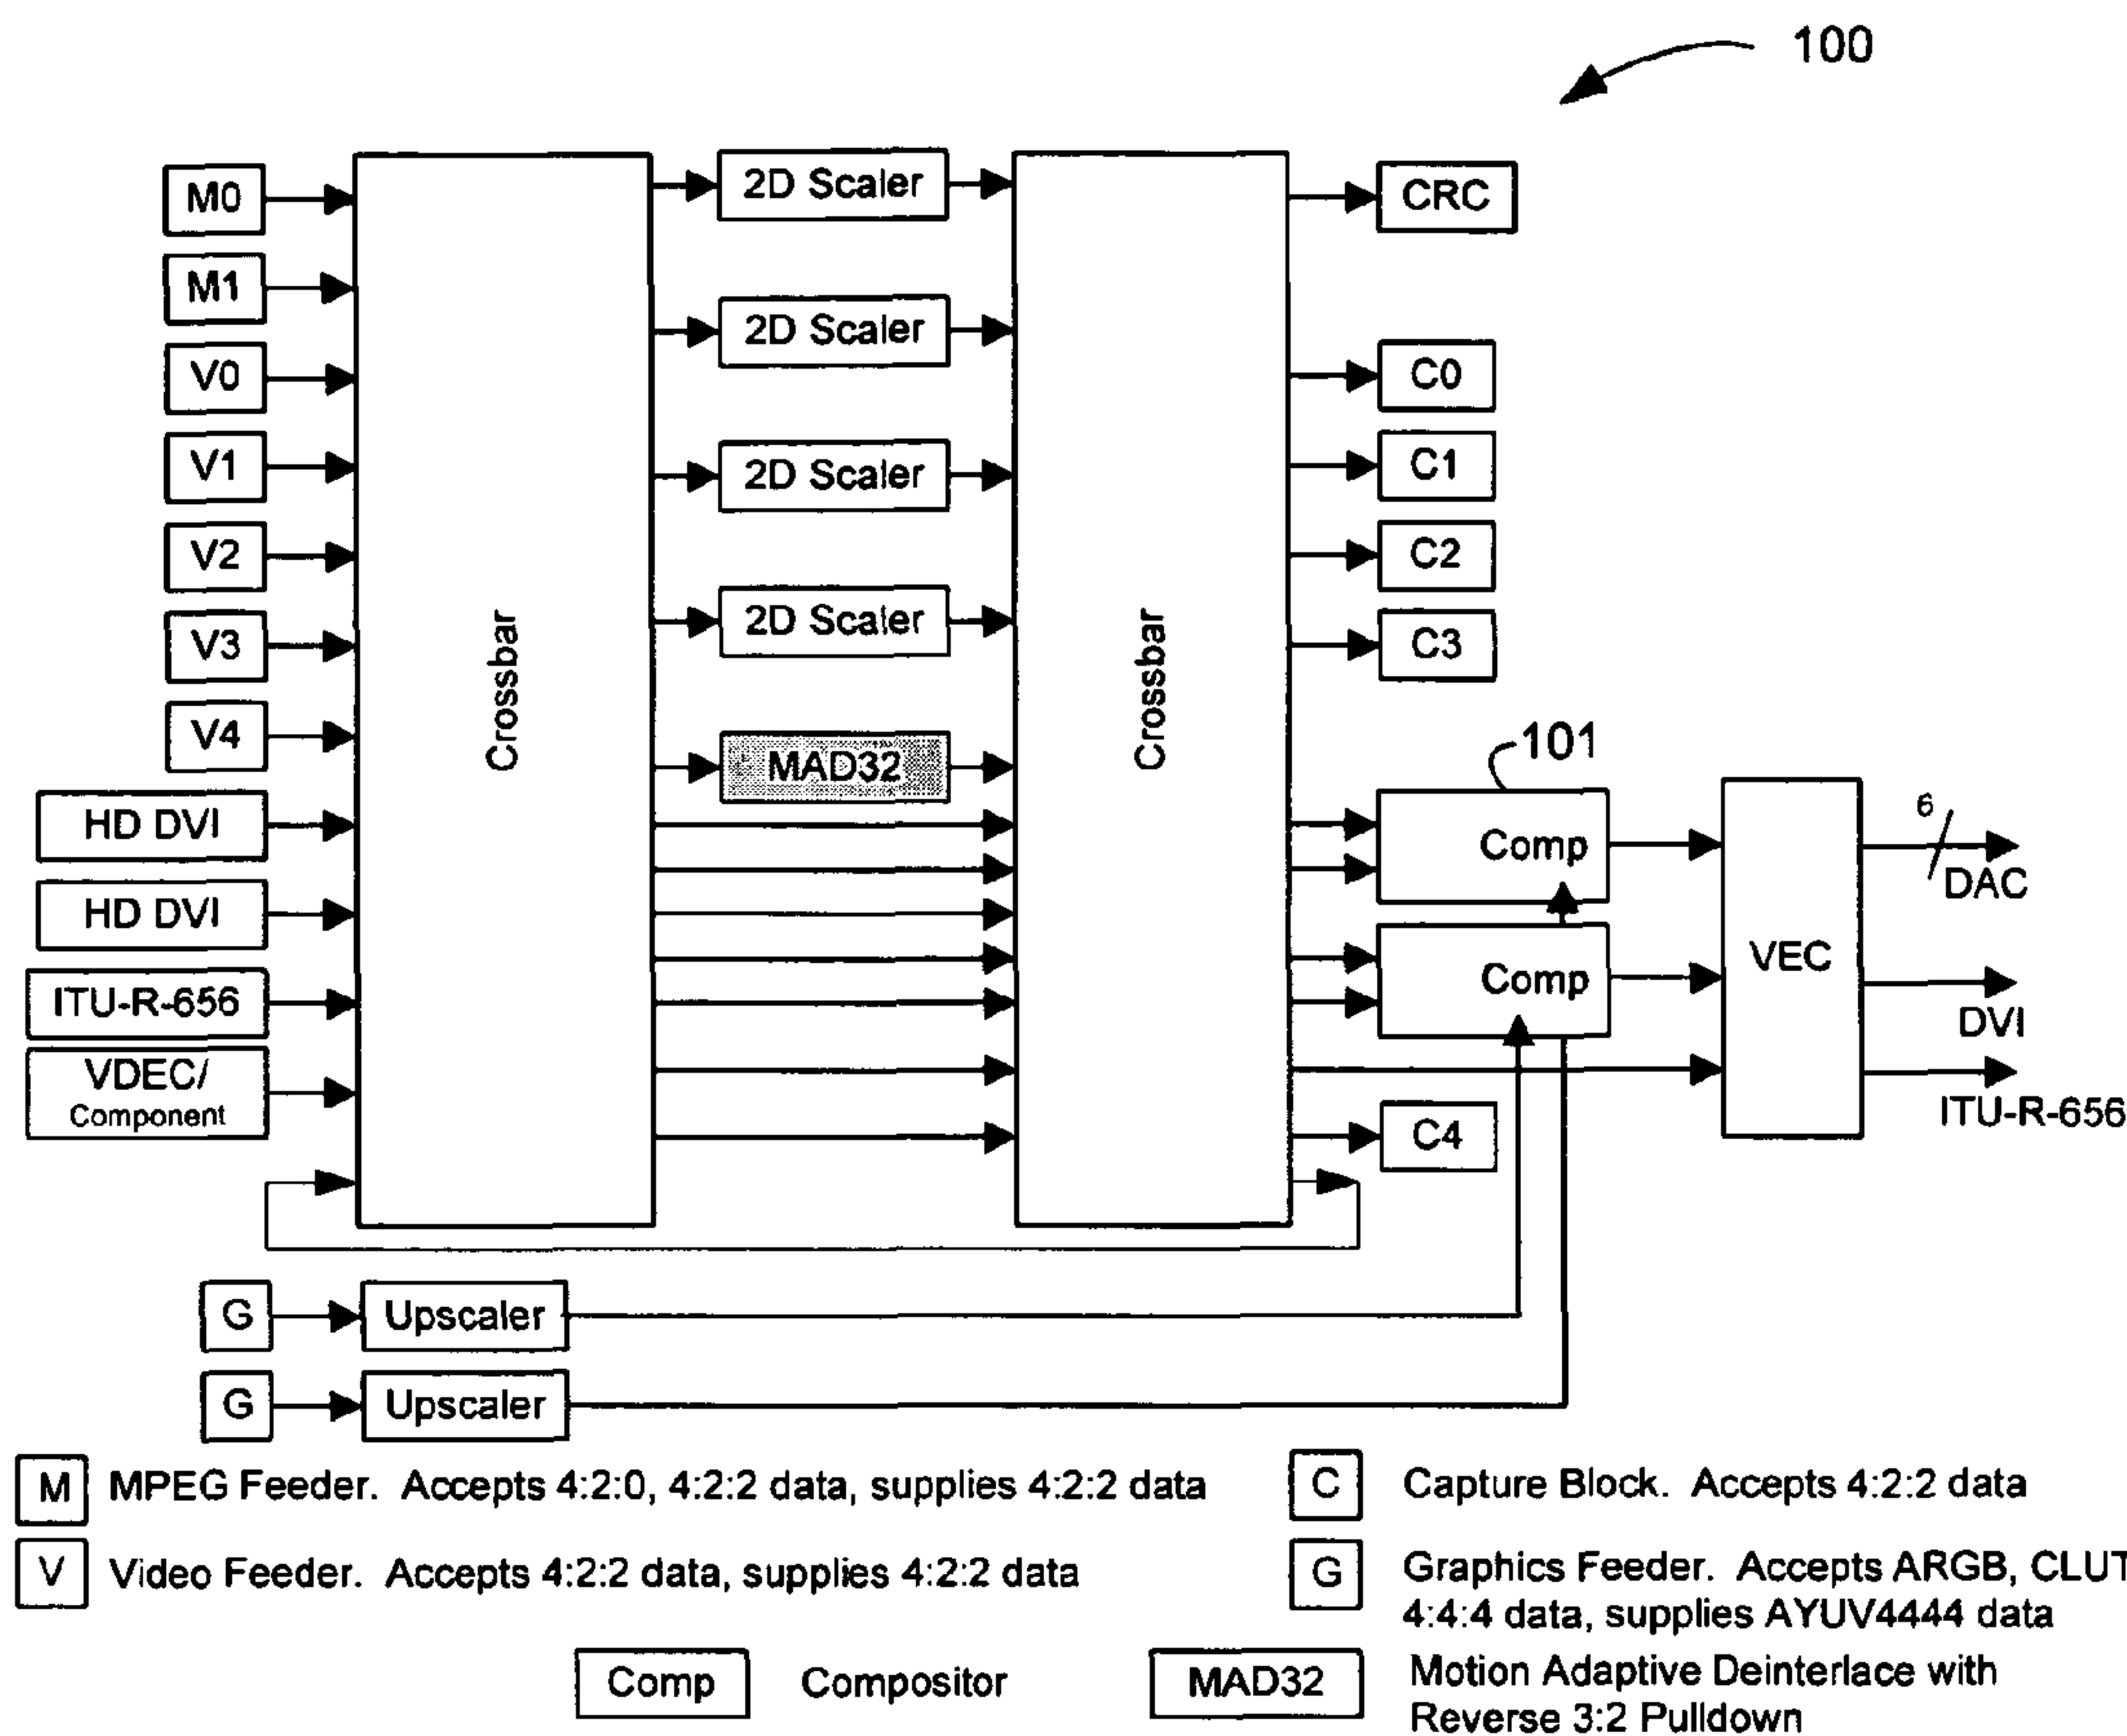 100
M0
M1
V0
V1
V2
V3
V4
HD DVI
HD DVI
ITU-R-656
VDEC/
Component
Crossbar
2D Scaler
2D Scaler
2D Scaler
2D Scaler
MAD32
Crossbar
CRC
C0
C1
C2
C3
101
Comp
Comp
C4
VEC
6
DAC
DVI
ITU-R-656
G
Upscaler
G
Upscaler
M MPEG Feeder. Accepts 4:2:0, 4:2:2 data, supplies 4:2:2 data
V Video Feeder. Accepts 4:2:2 data, supplies 4:2:2 data
C Capture Block. Accepts 4:2:2 data
G Graphics Feeder. Accepts ARGB, CLUT
4:4:4 data, supplies AYUV4444 data
Comp Compositor
MAD32 Motion Adaptive Deinterlace with
Reverse 3:2 Pulldown